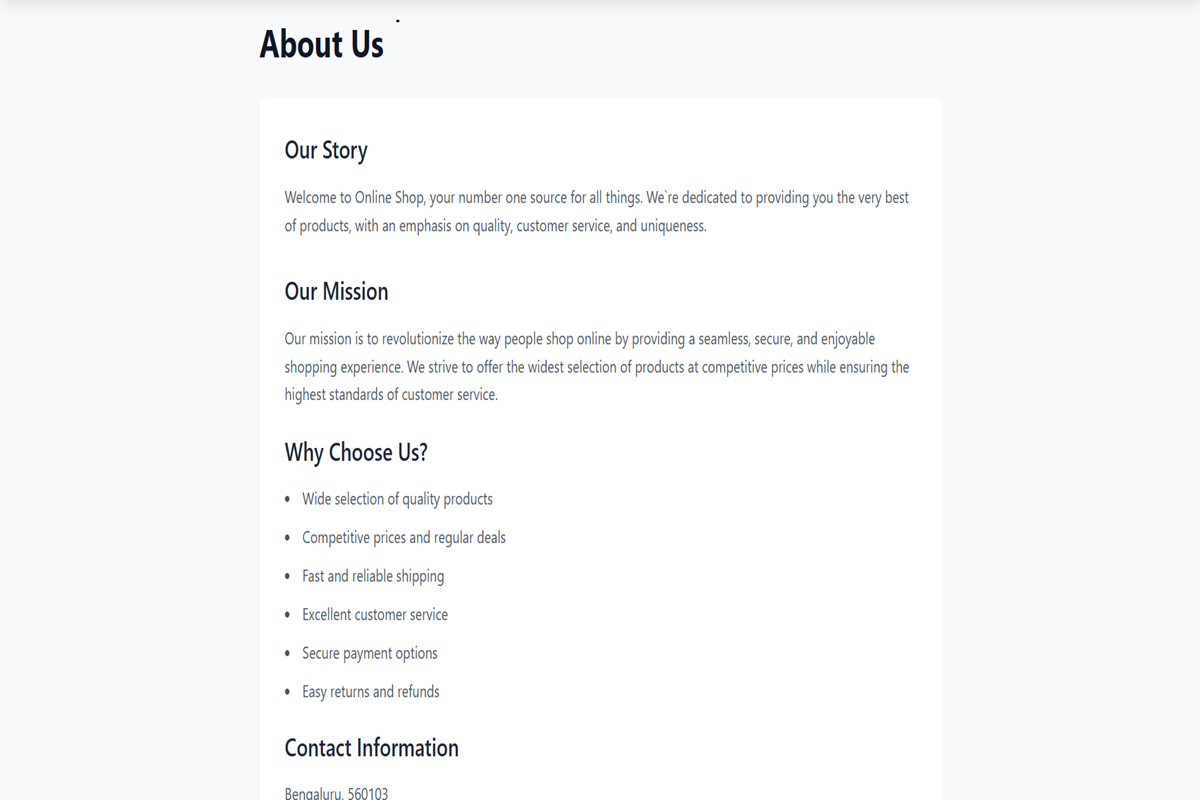 About Us
Our Story
Welcome to Online Shop, your number one source for all things. We`re dedicated to providing you the very best
of products, with an emphasis on quality, customer service, and uniqueness.
Our Mission
Our mission is to revolutionize the way people shop online by providing a seamless, secure, and enjoyable
shopping experience. We strive to offer the widest selection of products at competitive prices while ensuring the
highest standards of customer service.
Why Choose Us?
• Wide selection of quality products
• Competitive prices and regular deals
• Fast and reliable shipping
• Excellent customer service
• Secure payment options
• Easy returns and refunds
Contact Information
Bengaluru, 560103